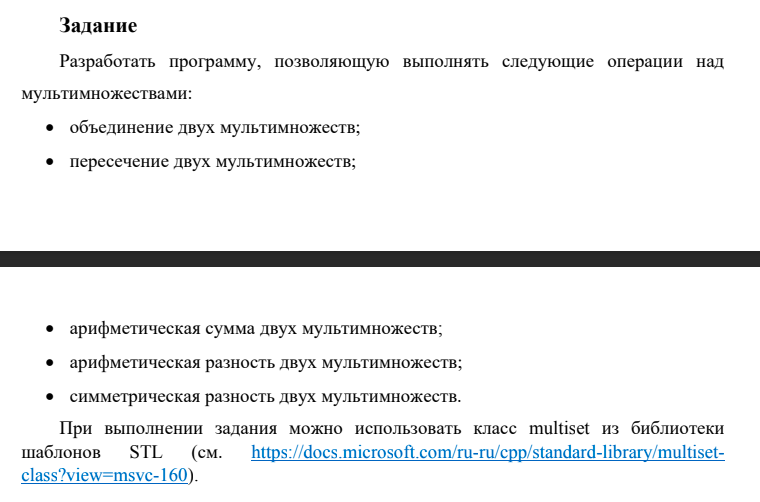 Задание
Разработать программу, позволяющую выполнять следующие операции над
мультимножествами:
• объединение двух мультимножеств;
• пересечение двух мультимножеств;
• арифметическая сумма двух мультимножеств;
• арифметическая разность двух мультимножеств;
• симметрическая разность двух мультимножеств.
При выполнении задания можно использовать класс multiset из библиотеки
шаблонов STL (см. https://docs.microsoft.com/ru-ru/cpp/standard-library/multiset-
class?view=msvc-160).